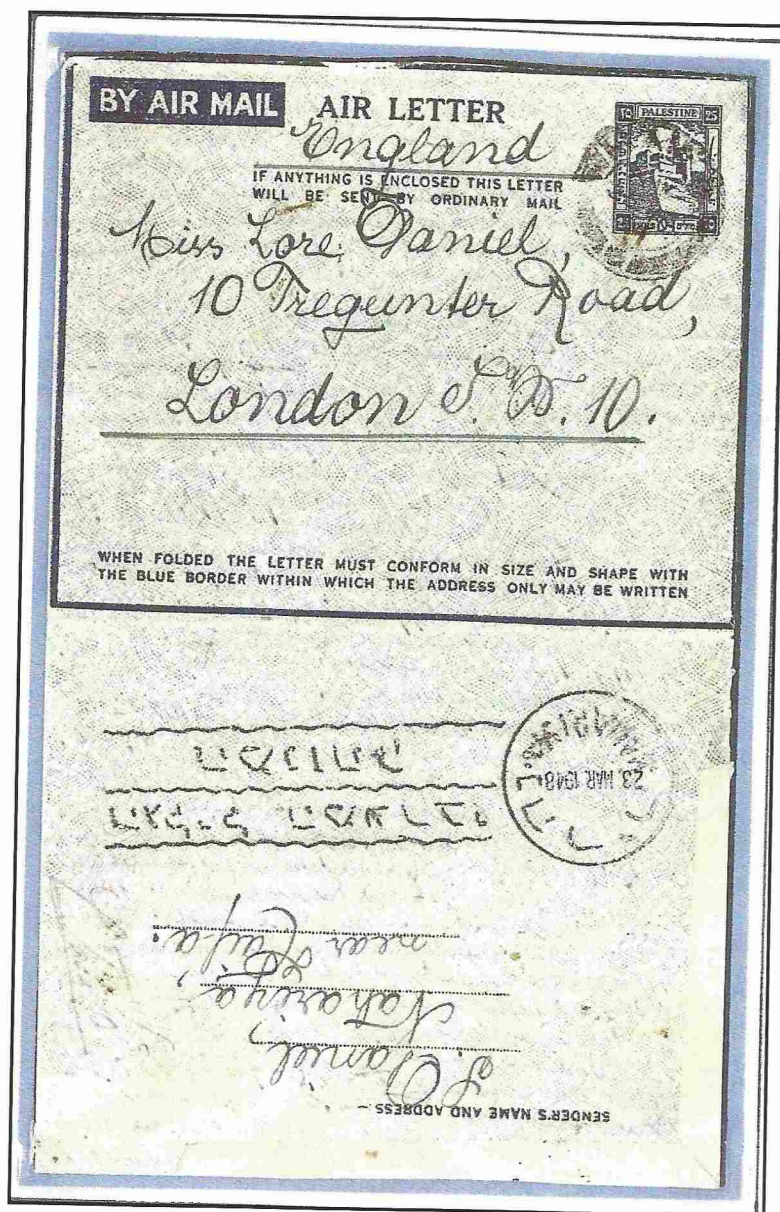 BY AIR MAIL AIR LETTER
England
IF ANYTHING IS ENCLOSED THIS LETTER
WILL BE SENT BY ORDINARY MAIL
PALESTINE 25
Miss Lore Daniel,
10 Tregunter Road,
London S.W. 10.
WHEN FOLDED THE LETTER MUST CONFORM IN SIZE AND SHAPE WITH
THE BLUE BORDER WITHIN WHICH THE ADDRESS ONLY MAY BE WRITTEN
SENDER'S NAME AND ADDRESS :-
S. Daniel,
Nahariya
near Haifa.
23 MAR 1948